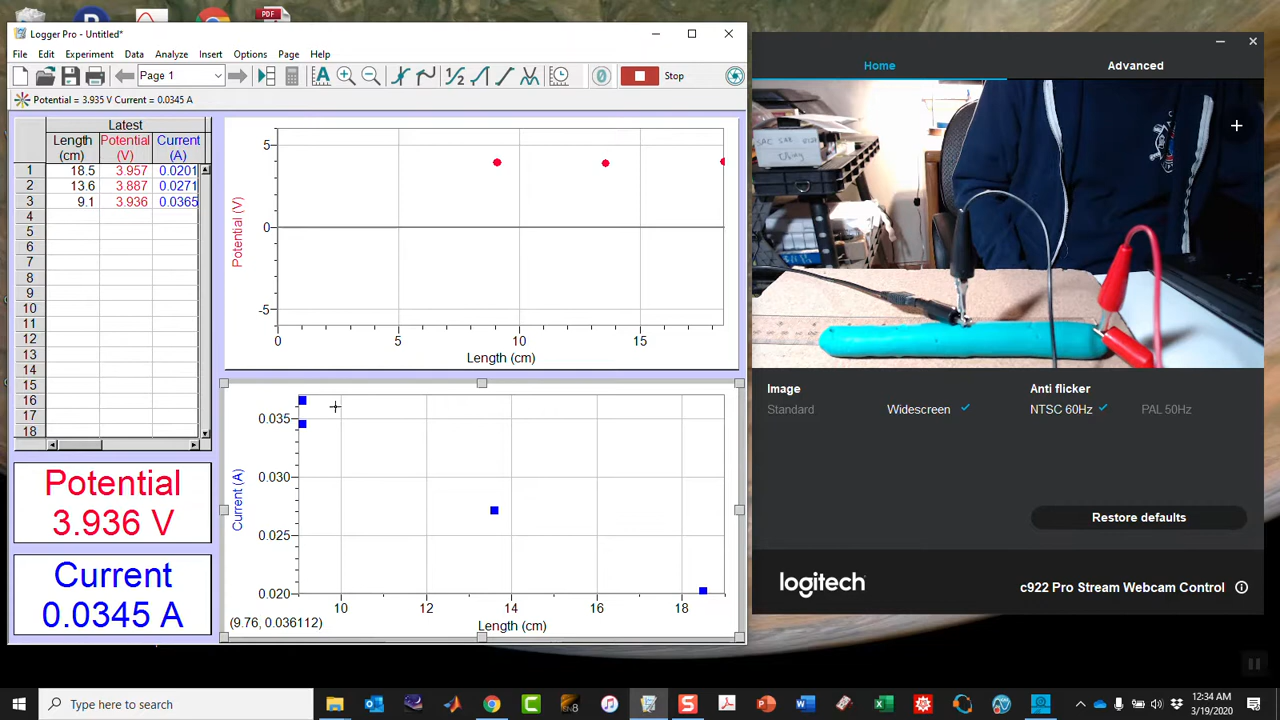 PDF
Logger Pro - Untitled*
File Edit Experiment Data Analyze Insert Options Page Help
Page 1
Stop
Potential = 3.935 V Current = 0.0345 A
Latest
Length (cm) Potential (V) Current (A)
1 18.5 3.957 0.0201
2 13.6 3.887 0.0271
3 9.1 3.936 0.0365
4
5
6
7
8
9
10
11
12
13
14
15
16
17
18
Potential
3.936 V
Current
0.0345 A
Potential (V)
5
0
-5
0 5 10 15
Length (cm)
Current (A)
0.035
0.030
0.025
0.020
10 12 14 16 18
(9.76, 0.036112)
Length (cm)
Home Advanced
Image Anti flicker
Standard Widescreen NTSC 60Hz PAL 50Hz
Restore defaults
logitech
c922 Pro Stream Webcam Control
Type here to search
12:34 AM
3/19/2020